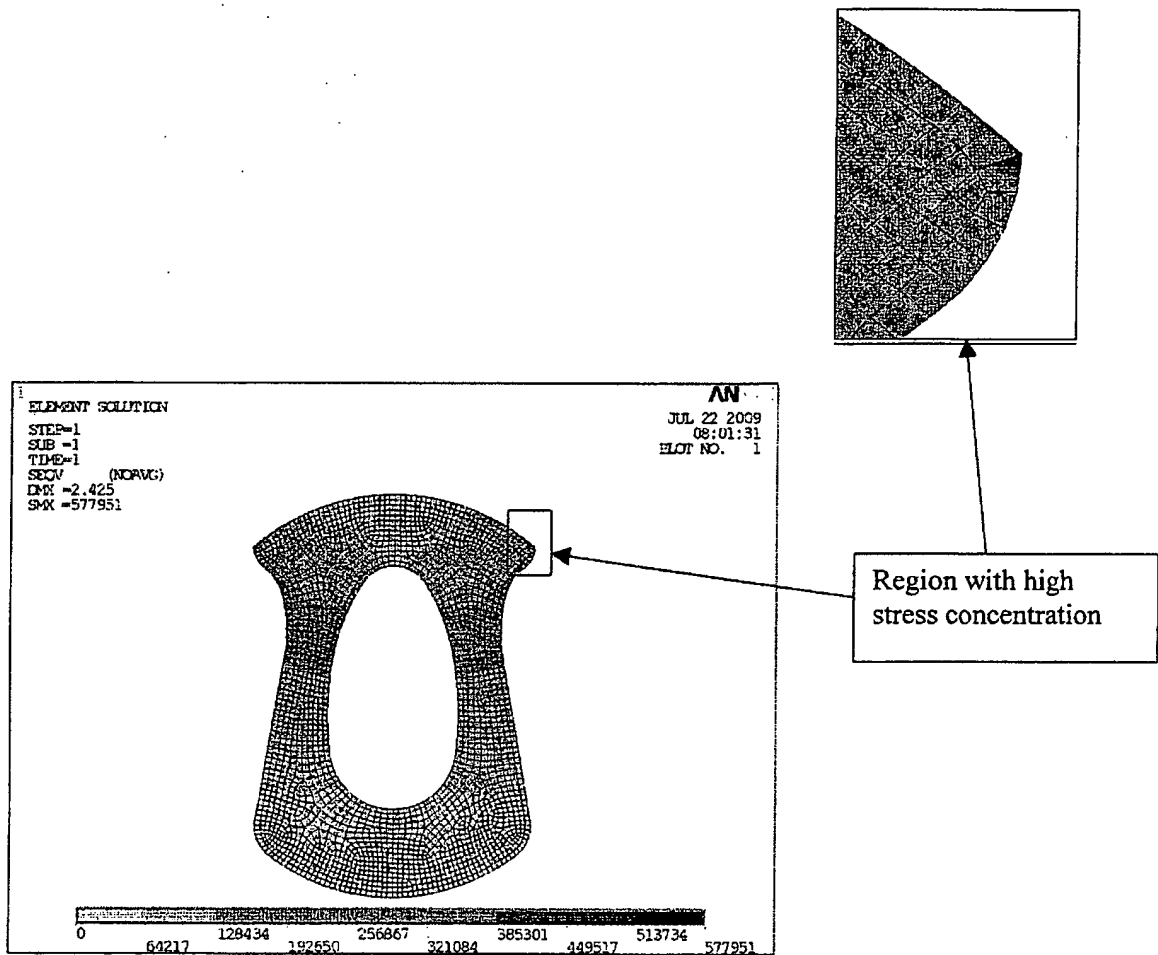 1
ELEMENT SOLUTION
STEP=1
SUB =1
TIME=1
SEQV (NOAVG)
DMX =2.425
SMX =577951
AN
JUL 22 2009
08:01:31
PLOT NO. 1
Region with high
stress concentration
0 128434 256867 385301 513734
64217 192650 321084 449517 577951